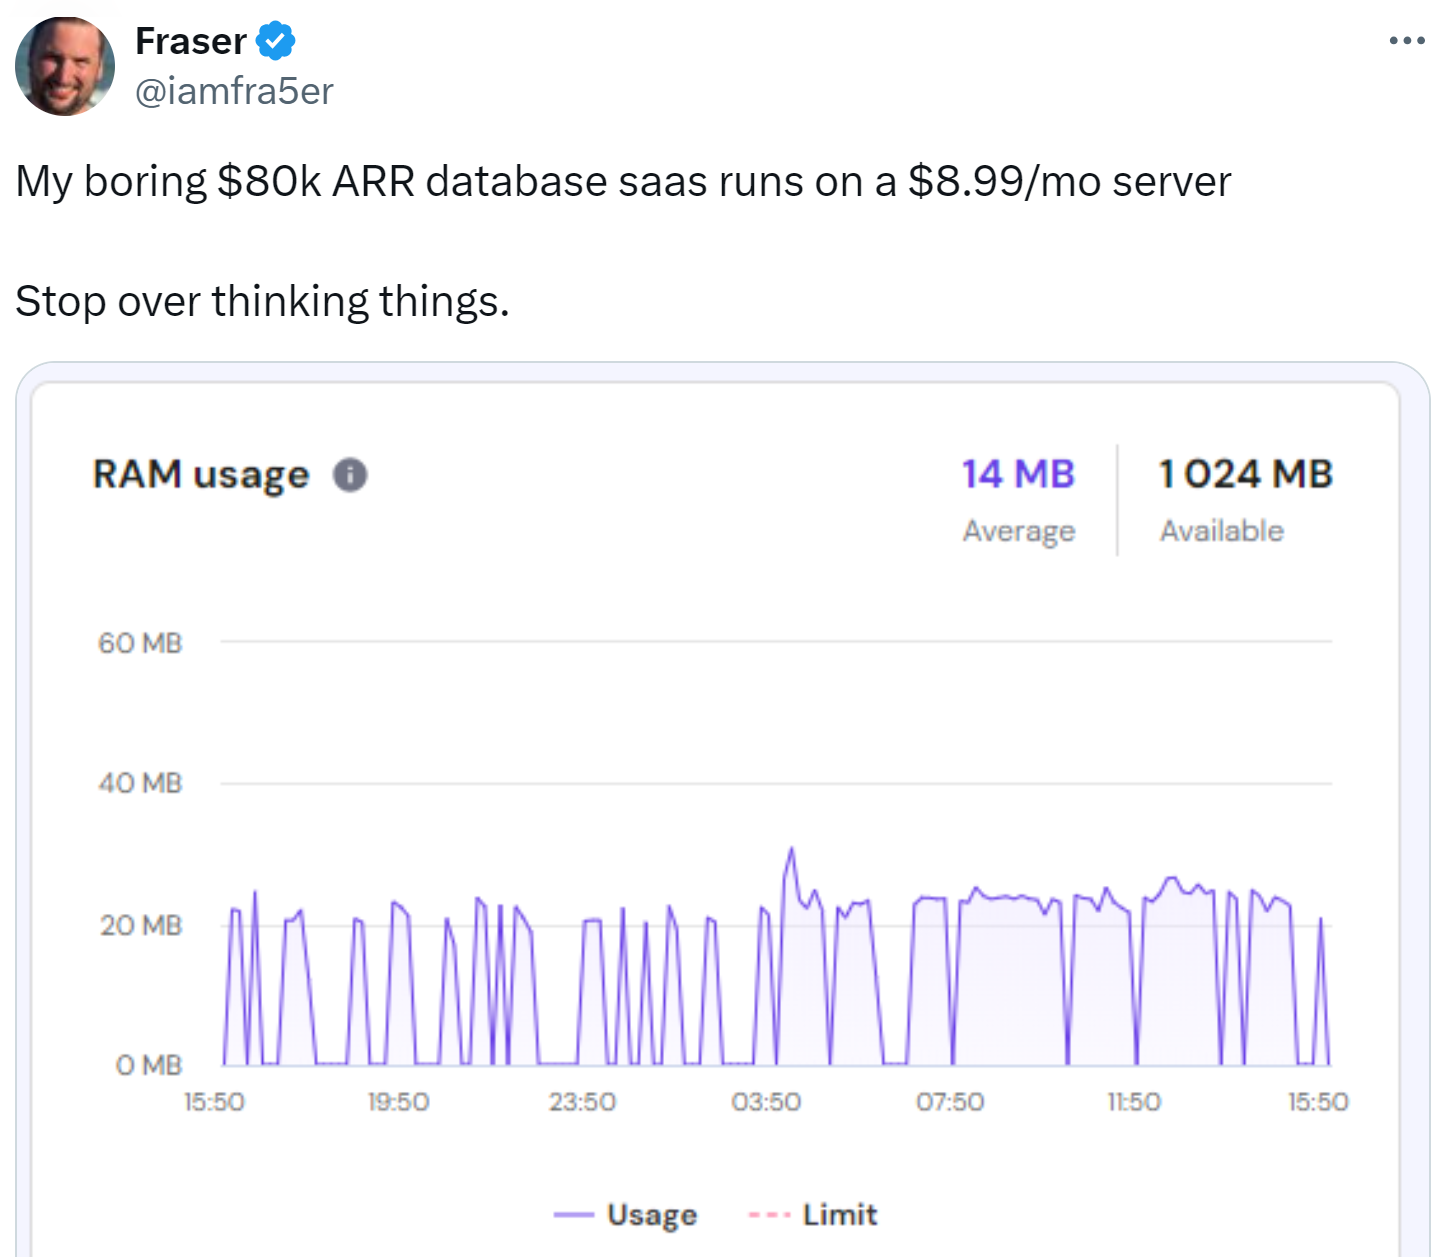 Fraser
@iamfra5er
My boring $80k ARR database saas runs on a $8.99/mo server
Stop over thinking things.
RAM usage
14 MB
Average
1 024 MB
Available
60 MB
40 MB
20 MB
0 MB
15:50 19:50 23:50 03:50 07:50 11:50 15:50
Usage Limit